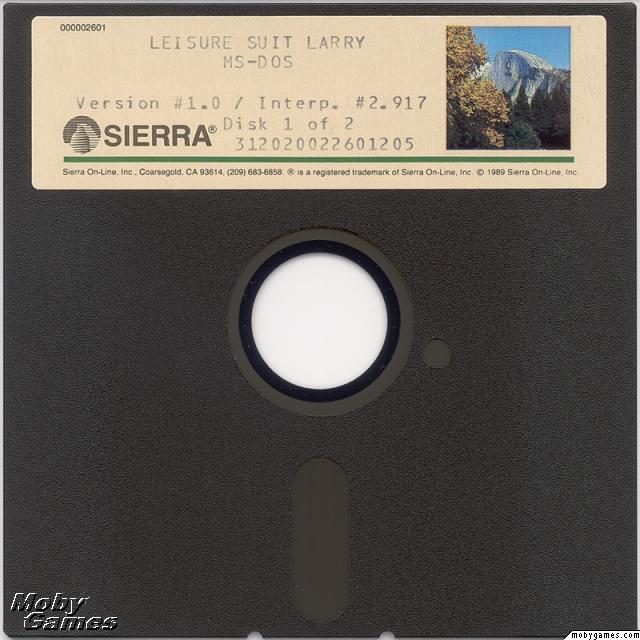 000002601
LEISURE SUIT LARRY
MS-DOS
Version #1.0 / Interp. #2.917
SIERRA® Disk 1 of 2
312020022601205
Sierra On-Line, Inc., Coarsegold, CA 93614, (209) 683-6858. ® is a registered trademark of Sierra On-Line, Inc. © 1989 Sierra On-Line, Inc.
Moby
Games
mobygames.com